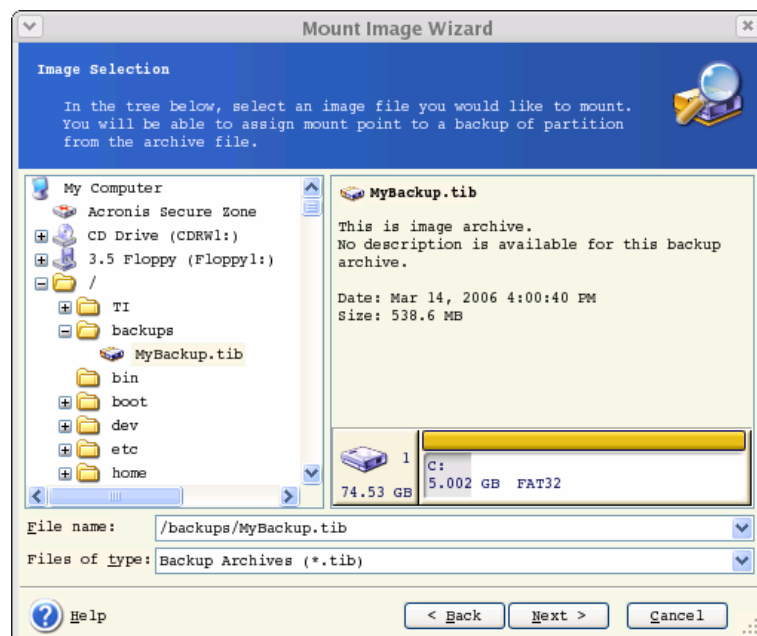 Mount Image Wizard
Image Selection
In the tree below, select an image file you would like to mount.
You will be able to assign mount point to a backup of partition
from the archive file.
My Computer
Acronis Secure Zone
CD Drive (CDRW1:)
3.5 Floppy (Floppy1:)
/
TI
backups
MyBackup.tib
bin
boot
dev
etc
home
MyBackup.tib
This is image archive.
No description is available for this backup
archive.
Date: Mar 14, 2006 4:00:40 PM
Size: 538.6 MB
1
74.53 GB
C:
5.002 GB FAT32
File name: /backups/MyBackup.tib
Files of type: Backup Archives (*.tib)
Help
< Back
Next >
Cancel